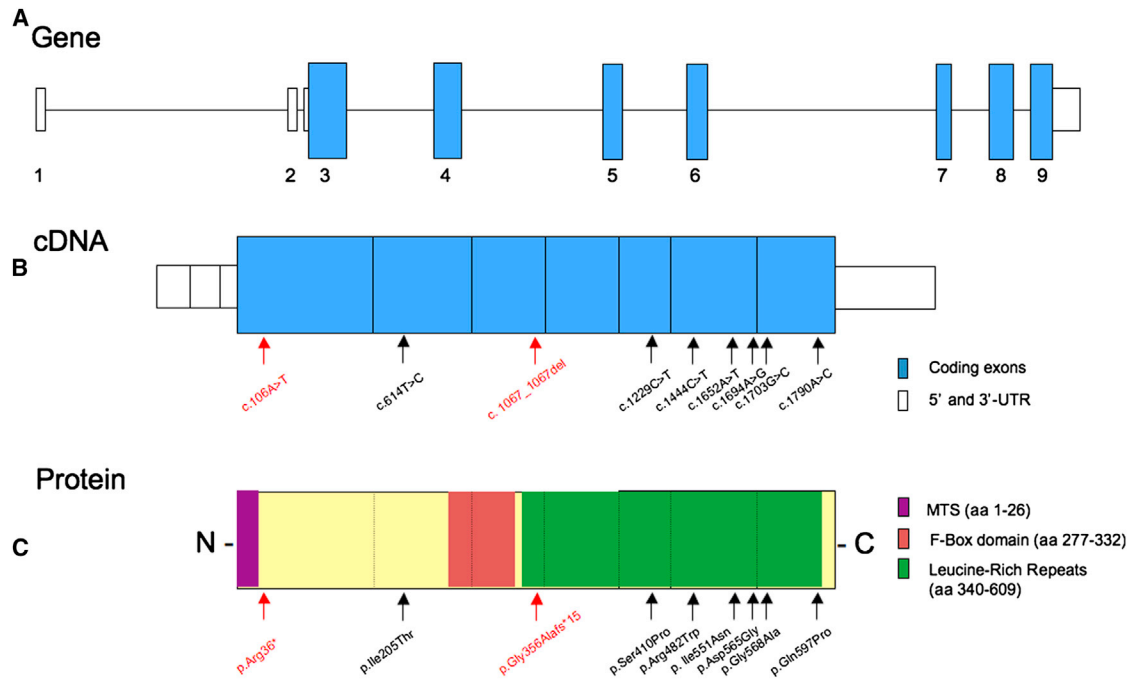 A
Gene
1 2 3 4 5 6 7 8 9
cDNA
B
c.106A>T
c.614T>C
c. 1067_1067del
c.1229C>T
c.1444C>T
c.1652A>T
c.1694A>G
c.1703G>C
c.1790A>C
Coding exons
5' and 3'-UTR
Protein
C
N -
- C
MTS (aa 1-26)
F-Box domain (aa 277-332)
Leucine-Rich Repeats
(aa 340-609)
p.Arg36*
p.Ile205Thr
p.Gly356Alafs*15
p.Ser410Pro
p.Arg482Trp
p. Ile551Asn
p.Asp565Gly
p.Gly568Ala
p.Gln597Pro